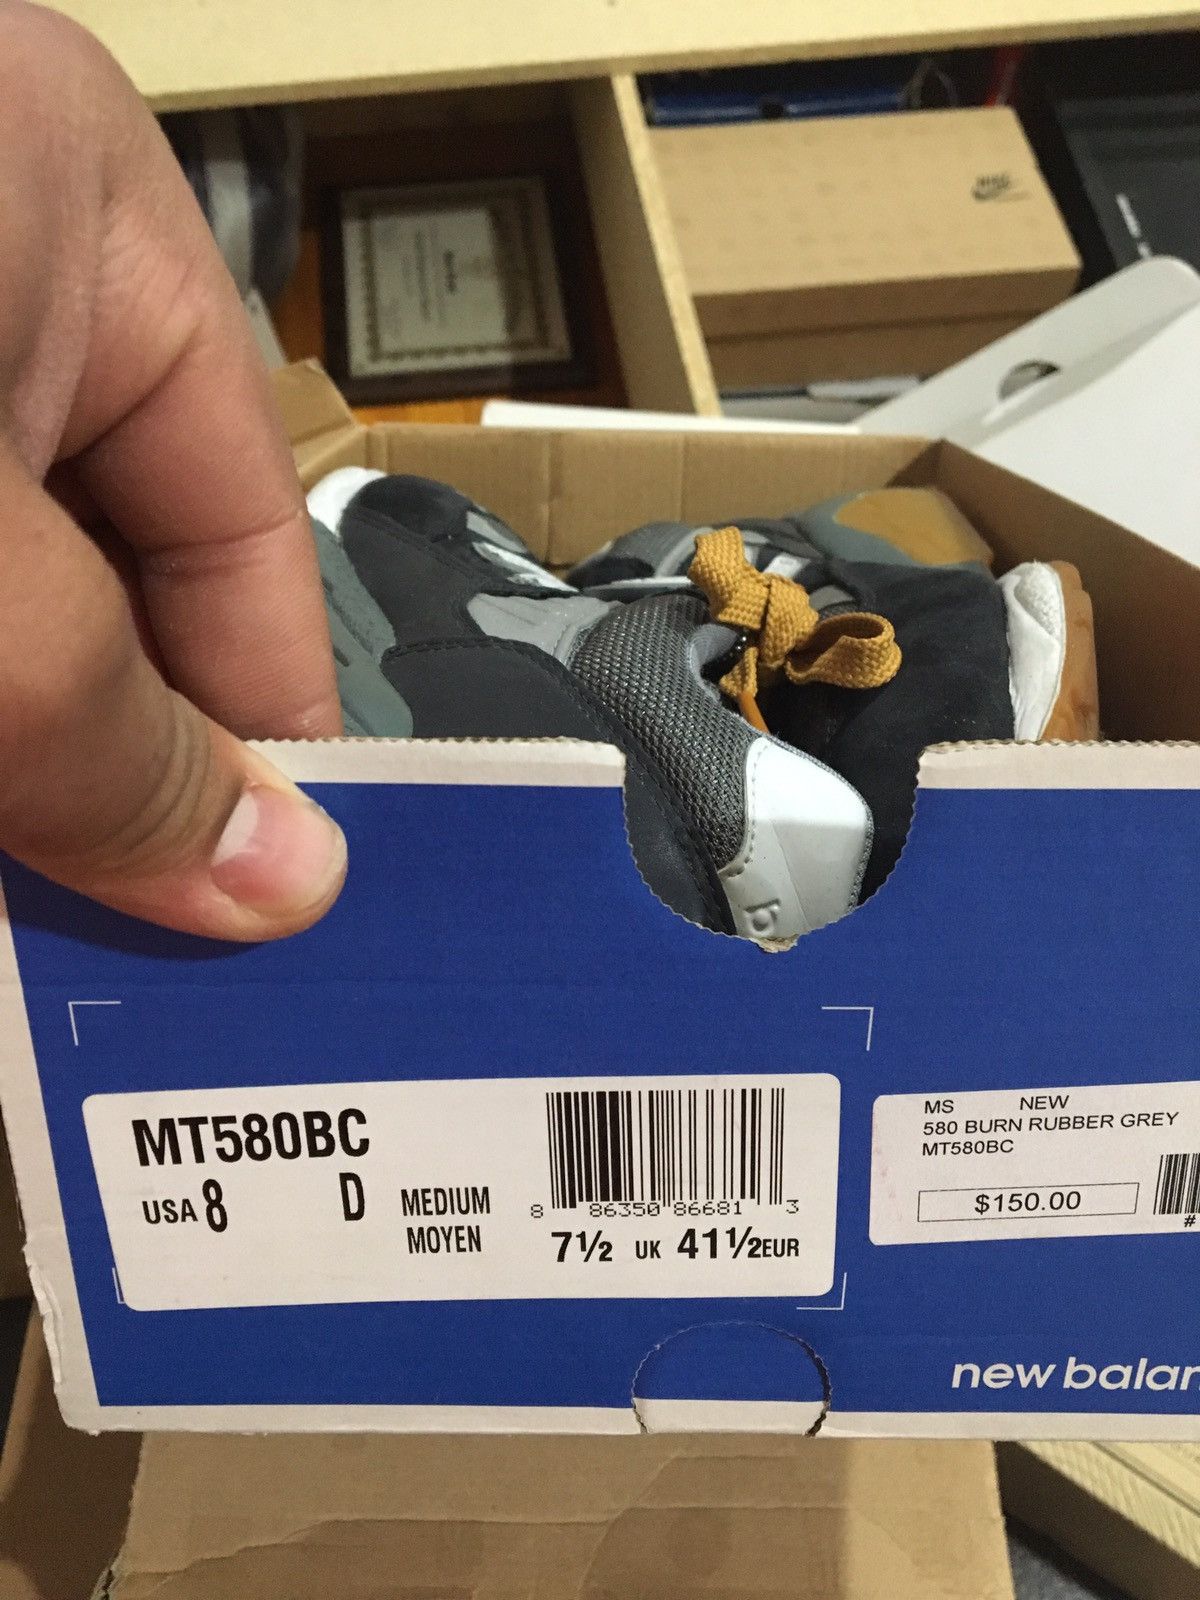 NIKE
b
MT580BC
USA 8 D MEDIUM
MOYEN
8 86350 86681 3
7½ UK 41½EUR
MS NEW
580 BURN RUBBER GREY
MT580BC
$150.00
#
new balan